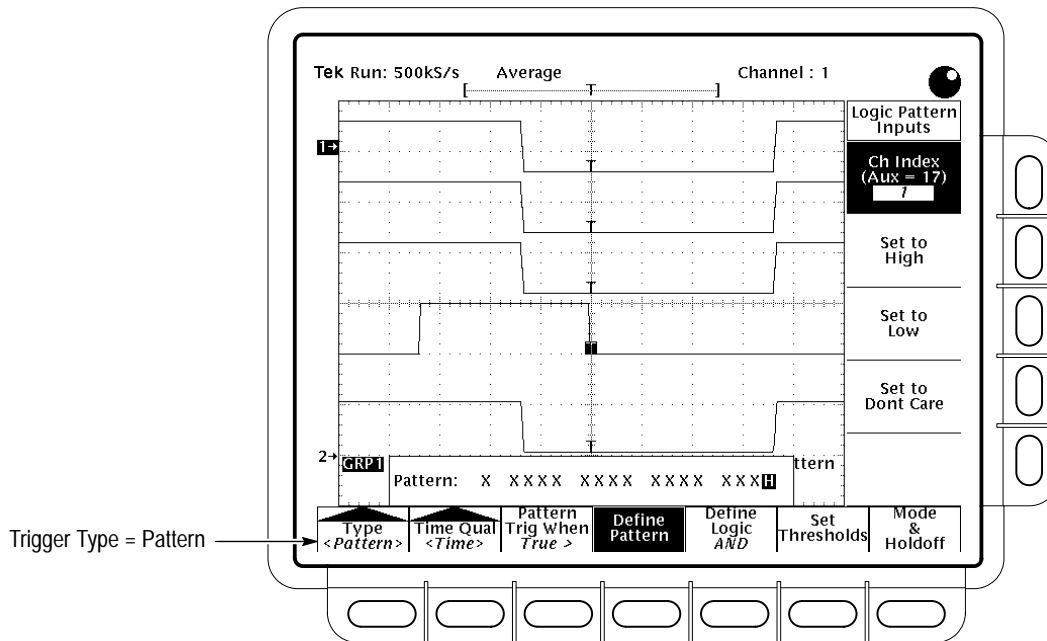 Tek Run: 500kS/s Average Channel : 1
[ T ]
Logic Pattern
Inputs
1→
Ch Index
(Aux = 17)
1
T
T
Set to
High
T
Set to
Low
T
Set to
Dont Care
T
2→ GRP1 ttern
Pattern: X XXXX XXXX XXXX XXXH
Type
<Pattern>
Time Qual
<Time>
Pattern
Trig When
True >
Define
Pattern
Define
Logic
AND
Set
Thresholds
Mode
&
Holdoff
Trigger Type = Pattern